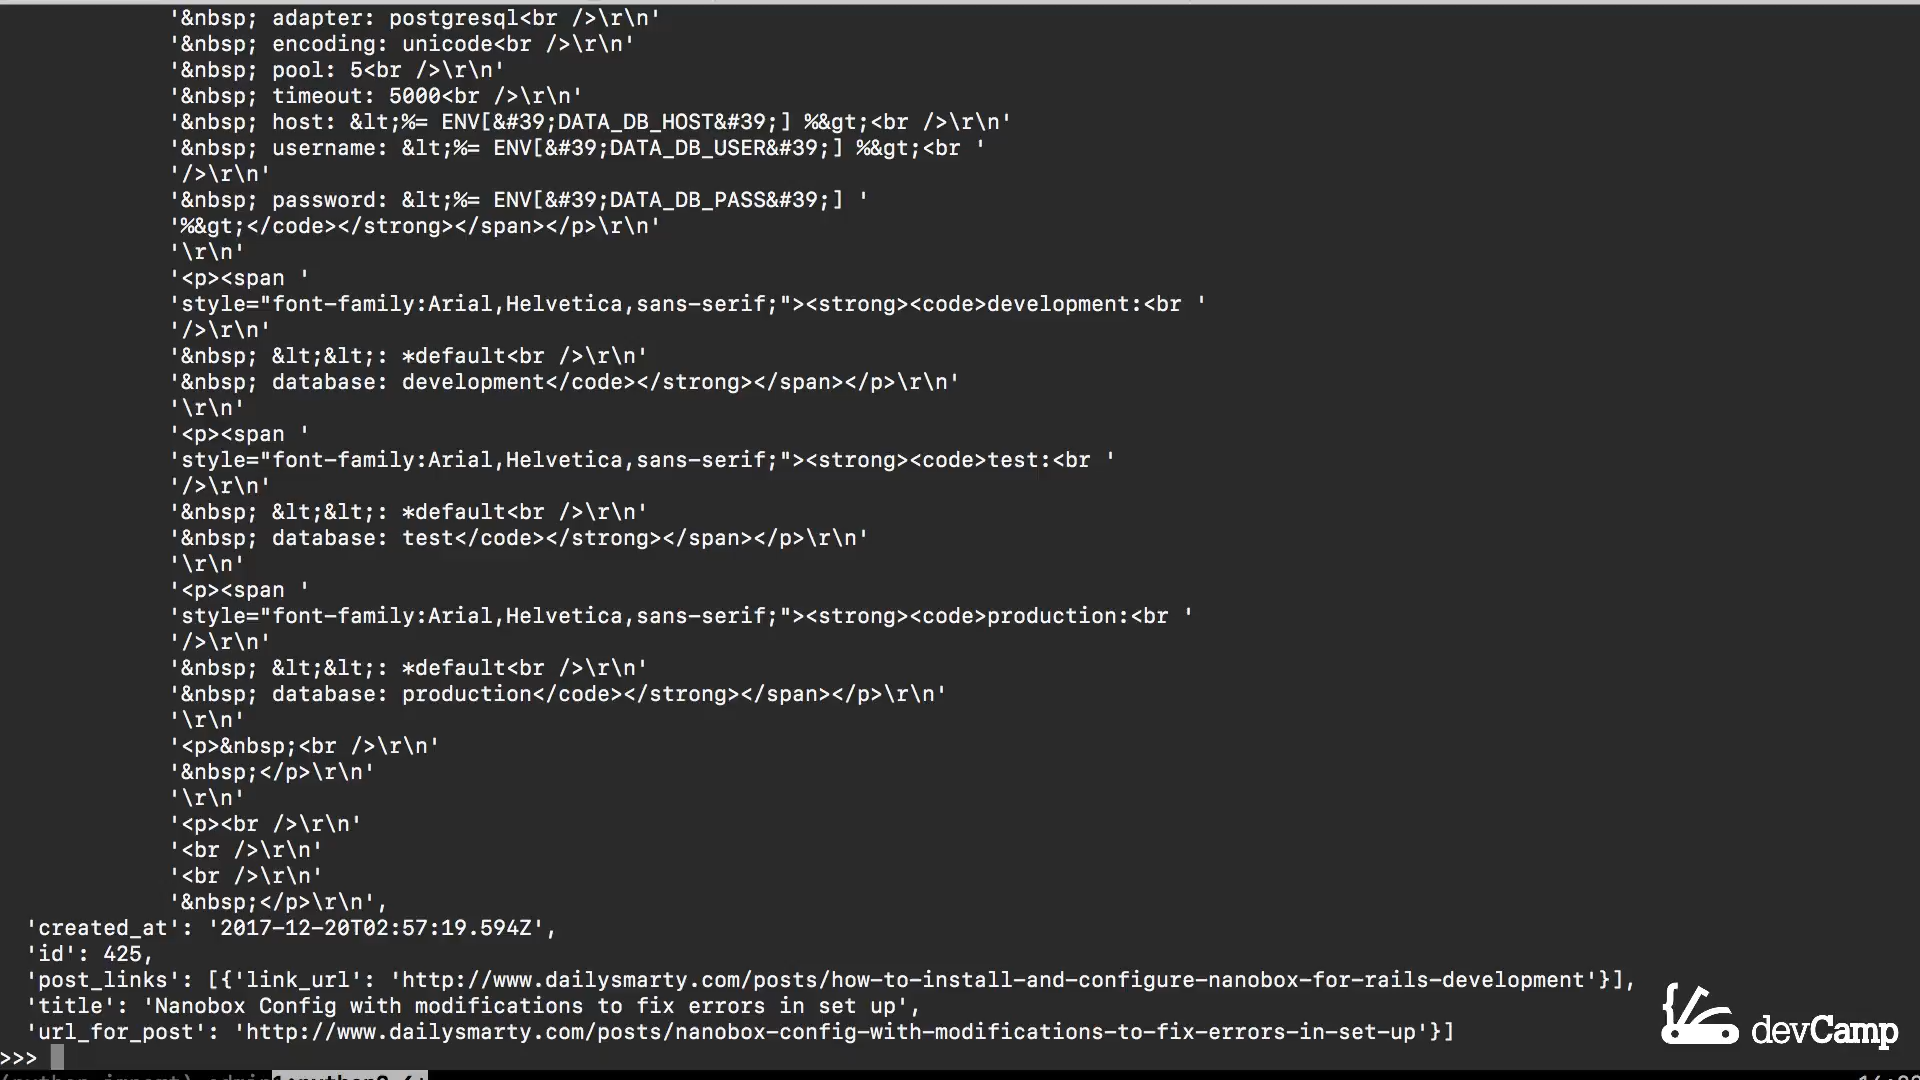 '&nbsp; adapter: postgresql<br />\r\n'
'&nbsp; encoding: unicode<br />\r\n'
'&nbsp; pool: 5<br />\r\n'
'&nbsp; timeout: 5000<br />\r\n'
'&nbsp; host: &lt;%= ENV[&#39;DATA_DB_HOST&#39;] %&gt;<br />\r\n'
'&nbsp; username: &lt;%= ENV[&#39;DATA_DB_USER&#39;] %&gt;<br '
'/>\r\n'
'&nbsp; password: &lt;%= ENV[&#39;DATA_DB_PASS&#39;] '
'%&gt;</code></strong></span></p>\r\n'
'\r\n'
'<p><span '
'style="font-family:Arial,Helvetica,sans-serif;"><strong><code>development:<br '
'/>\r\n'
'&nbsp; &lt;&lt;: *default<br />\r\n'
'&nbsp; database: development</code></strong></span></p>\r\n'
'\r\n'
'<p><span '
'style="font-family:Arial,Helvetica,sans-serif;"><strong><code>test:<br '
'/>\r\n'
'&nbsp; &lt;&lt;: *default<br />\r\n'
'&nbsp; database: test</code></strong></span></p>\r\n'
'\r\n'
'<p><span '
'style="font-family:Arial,Helvetica,sans-serif;"><strong><code>production:<br '
'/>\r\n'
'&nbsp; &lt;&lt;: *default<br />\r\n'
'&nbsp; database: production</code></strong></span></p>\r\n'
'\r\n'
'<p>&nbsp;<br />\r\n'
'&nbsp;</p>\r\n'
'\r\n'
'<p><br />\r\n'
'<br />\r\n'
'<br />\r\n'
'&nbsp;</p>\r\n',
'created_at': '2017-12-20T02:57:19.594Z',
'id': 425,
'post_links': [{'link_url': 'http://www.dailysmarty.com/posts/how-to-install-and-configure-nanobox-for-rails-development'}],
'title': 'Nanobox Config with modifications to fix errors in set up',
'url_for_post': 'http://www.dailysmarty.com/posts/nanobox-config-with-modifications-to-fix-errors-in-set-up'}]
>>>
devCamp